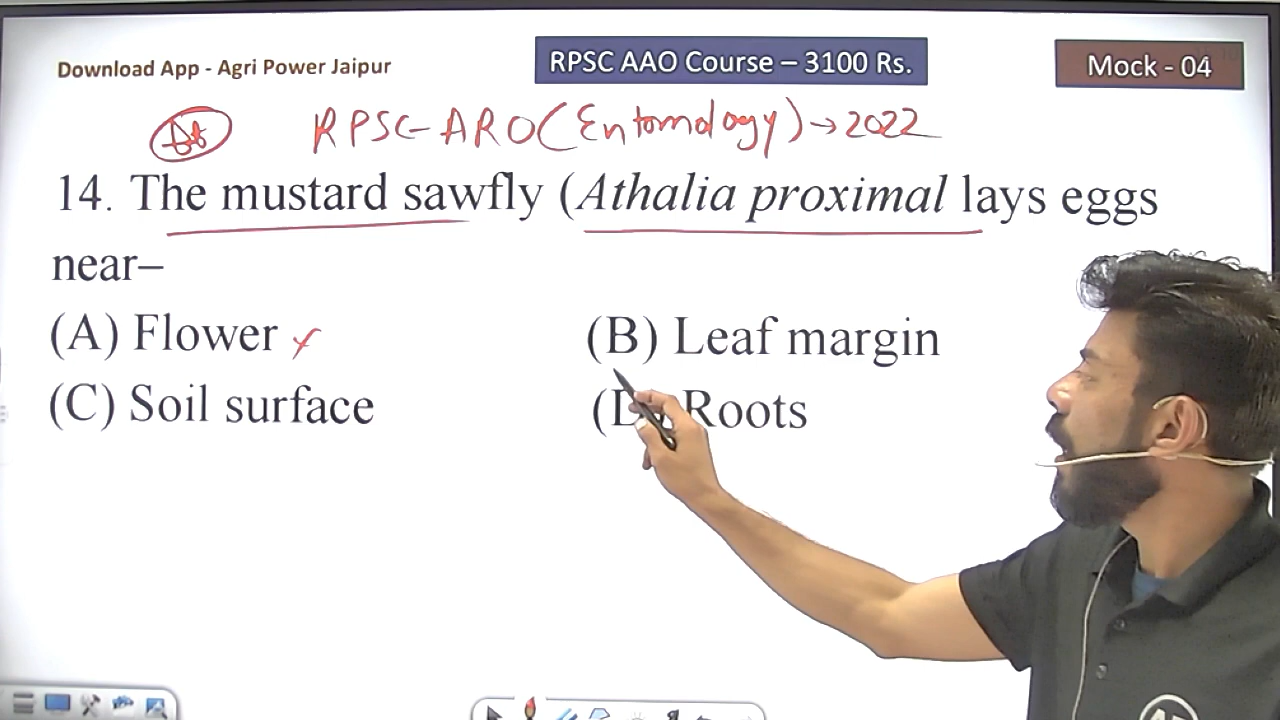 Download App - Agri Power Jaipur
RPSC AAO Course – 3100 Rs.
Mock - 04
RPSC-ARO(Entomology)→2022
14. The mustard sawfly (Athalia proximal lays eggs
near–
(A) Flower
(B) Leaf margin
(C) Soil surface
(D) Roots